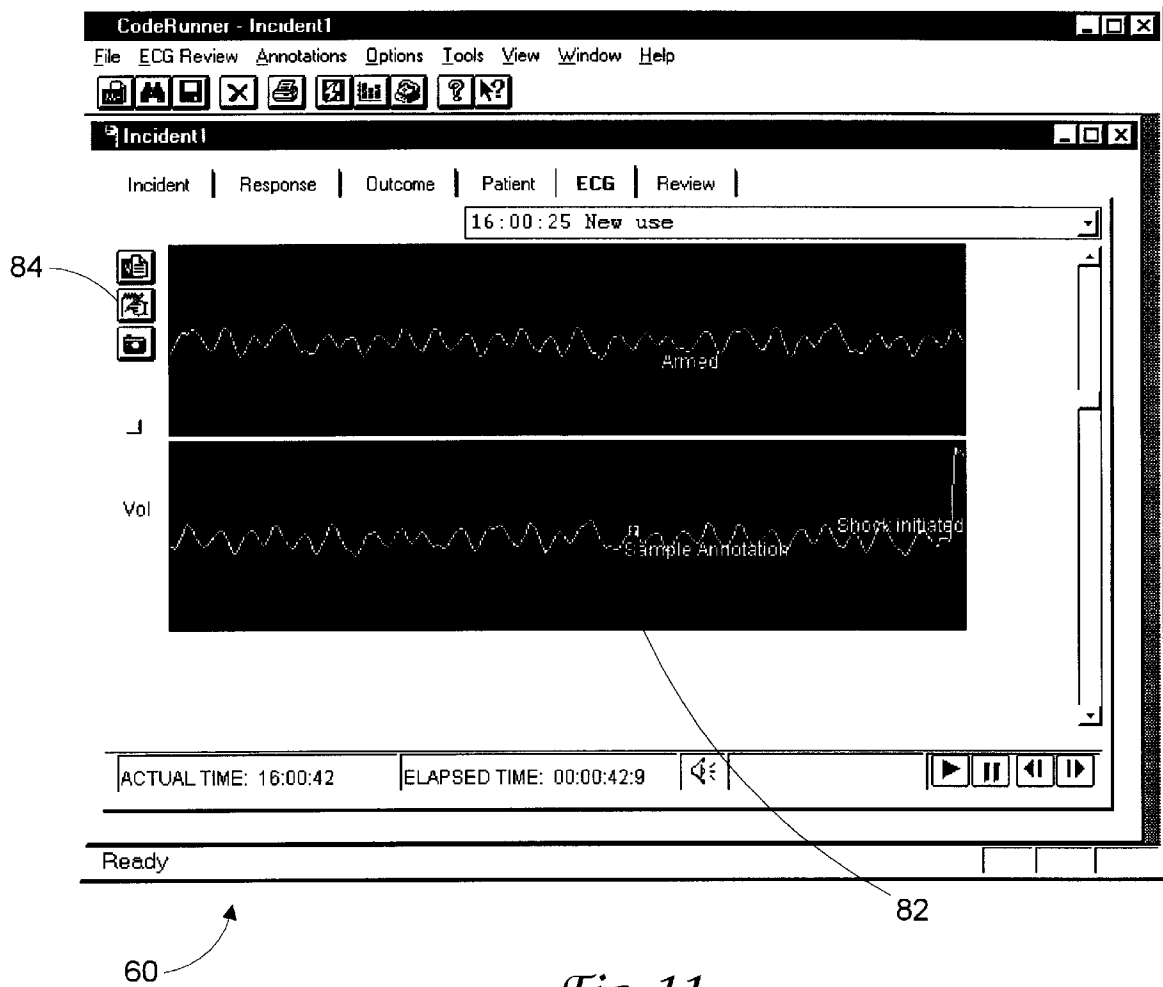 CodeRunner - Incident1
File ECG Review Annotations Options Tools View Window Help
Incident1
Incident Response Outcome Patient ECG Review
16:00:25 New use
84
Armed
Vol
Shock initiated
Sample Annotation
ACTUAL TIME: 16:00:42 ELAPSED TIME: 00:00:42:9
Ready
82
60
Fig. 11